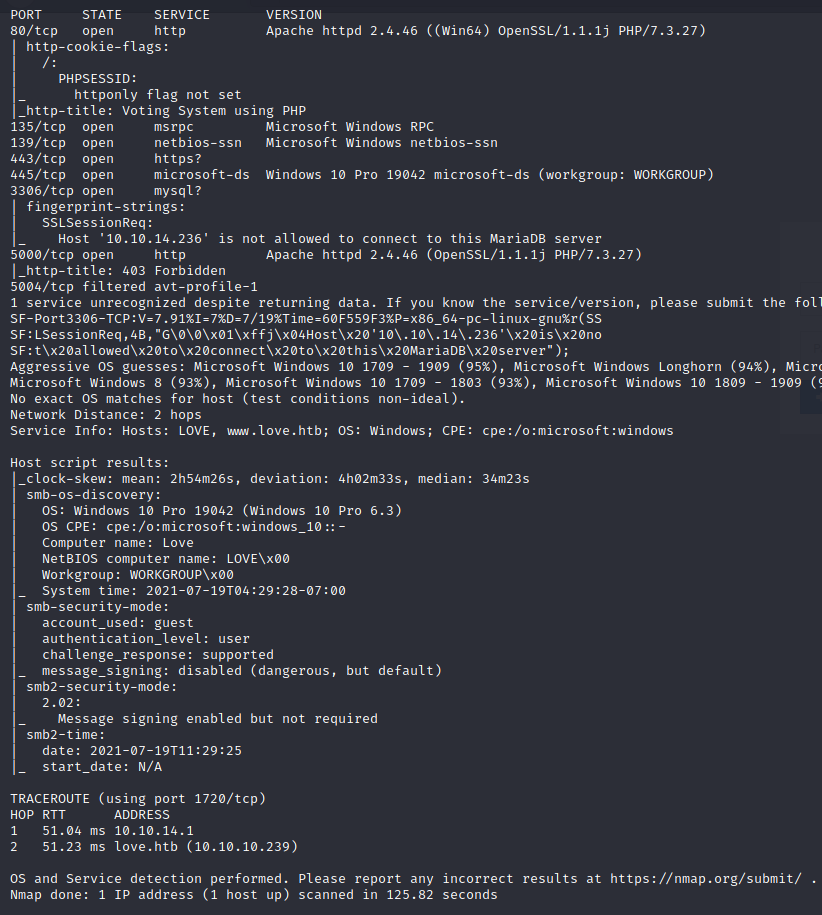 PORT     STATE    SERVICE       VERSION
80/tcp   open     http          Apache httpd 2.4.46 ((Win64) OpenSSL/1.1.1j PHP/7.3.27)
| http-cookie-flags:
|   /:
|     PHPSESSID:
|_      httponly flag not set
|_http-title: Voting System using PHP
135/tcp  open     msrpc         Microsoft Windows RPC
139/tcp  open     netbios-ssn   Microsoft Windows netbios-ssn
443/tcp  open     https?
445/tcp  open     microsoft-ds  Windows 10 Pro 19042 microsoft-ds (workgroup: WORKGROUP)
3306/tcp open     mysql?
| fingerprint-strings:
|   SSLSessionReq:
|_    Host '10.10.14.236' is not allowed to connect to this MariaDB server
5000/tcp open     http          Apache httpd 2.4.46 (OpenSSL/1.1.1j PHP/7.3.27)
|_http-title: 403 Forbidden
5004/tcp filtered avt-profile-1
1 service unrecognized despite returning data. If you know the service/version, please submit the
SF-Port3306-TCP:V=7.91%I=7%D=7/19%Time=60F559F3%P=x86_64-pc-linux-gnu%r(SS
SF:LSessionReq,4B,"G\0\0\x01\xffj\x04Host\x20'10\.10\.14\.236'\x20is\x20no
SF:t\x20allowed\x20to\x20connect\x20to\x20this\x20MariaDB\x20server");
Aggressive OS guesses: Microsoft Windows 10 1709 - 1909 (95%), Microsoft Windows Longhorn (94%),
Microsoft Windows 8 (93%), Microsoft Windows 10 1709 - 1803 (93%), Microsoft Windows 10 1809 - 1909
No exact OS matches for host (test conditions non-ideal).
Network Distance: 2 hops
Service Info: Hosts: LOVE, www.love.htb; OS: Windows; CPE: cpe:/o:microsoft:windows

Host script results:
|_clock-skew: mean: 2h54m26s, deviation: 4h02m33s, median: 34m23s
| smb-os-discovery:
|   OS: Windows 10 Pro 19042 (Windows 10 Pro 6.3)
|   OS CPE: cpe:/o:microsoft:windows_10::-
|   Computer name: Love
|   NetBIOS computer name: LOVE\x00
|   Workgroup: WORKGROUP\x00
|_  System time: 2021-07-19T04:29:28-07:00
| smb-security-mode:
|   account_used: guest
|   authentication_level: user
|   challenge_response: supported
|_  message_signing: disabled (dangerous, but default)
| smb2-security-mode:
|   2.02:
|_    Message signing enabled but not required
| smb2-time:
|   date: 2021-07-19T11:29:25
|_  start_date: N/A

TRACEROUTE (using port 1720/tcp)
HOP RTT      ADDRESS
1   51.04 ms 10.10.14.1
2   51.23 ms love.htb (10.10.10.239)

OS and Service detection performed. Please report any incorrect results at https://nmap.org/submit/ .
Nmap done: 1 IP address (1 host up) scanned in 125.82 seconds